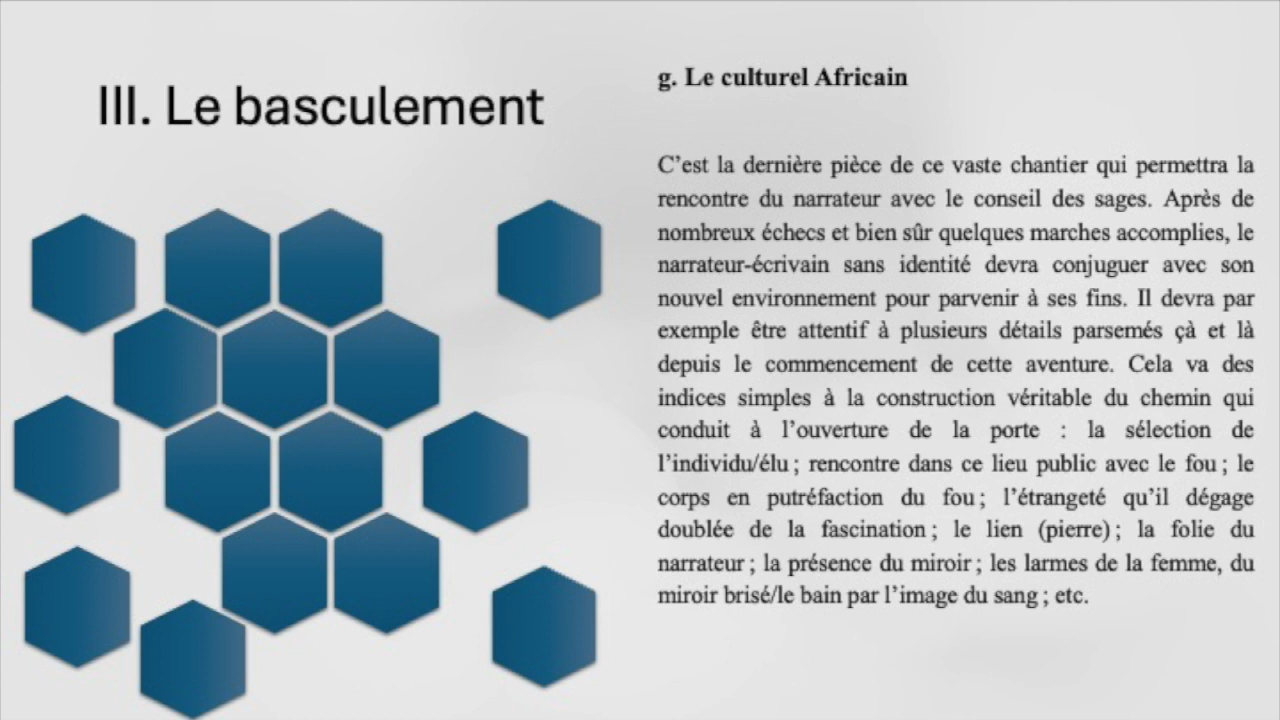 III. Le basculement
g. Le culturel Africain
C’est la dernière pièce de ce vaste chantier qui permettra la
rencontre du narrateur avec le conseil des sages. Après de
nombreux échecs et bien sûr quelques marches accomplies, le
narrateur-écrivain sans identité devra conjuguer avec son
nouvel environnement pour parvenir à ses fins. Il devra par
exemple être attentif à plusieurs détails parsemés çà et là
depuis le commencement de cette aventure. Cela va des
indices simples à la construction véritable du chemin qui
conduit à l’ouverture de la porte : la sélection de
l’individu/élu ; rencontre dans ce lieu public avec le fou ; le
corps en putréfaction du fou ; l’étrangeté qu’il dégage
doublée de la fascination ; le lien (pierre) ; la folie du
narrateur ; la présence du miroir ; les larmes de la femme, du
miroir brisé/le bain par l’image du sang ; etc.